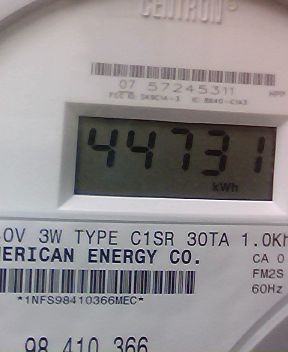 CENTRON®
07 57245311
44731
kWh
3W TYPE C1SR 30TA 1.0Kh
ERICAN ENERGY CO.
CA 0
FM2S
60Hz
*1NFS98410366MEC*
98 410 366